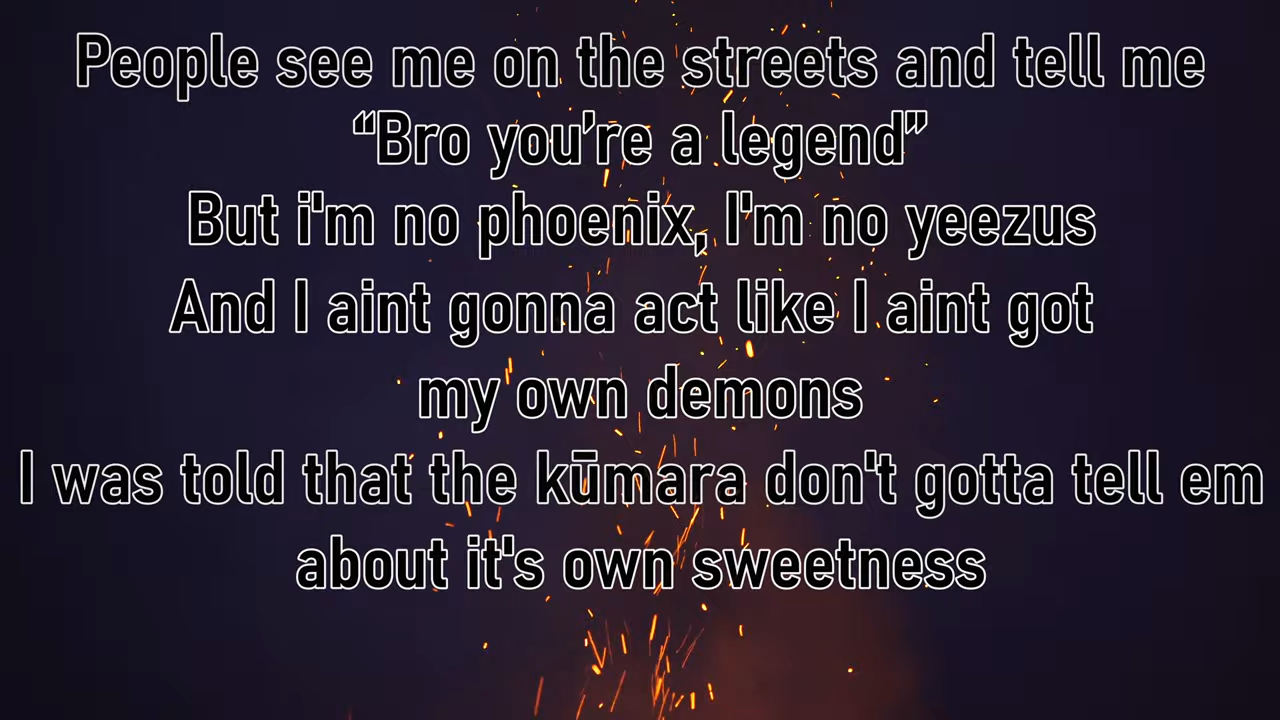 People see me on the streets and tell me
“Bro you’re a legend”
But i'm no phoenix, I'm no yeezus
And I aint gonna act like I aint got
my own demons
I was told that the kūmara don't gotta tell em
about it's own sweetness